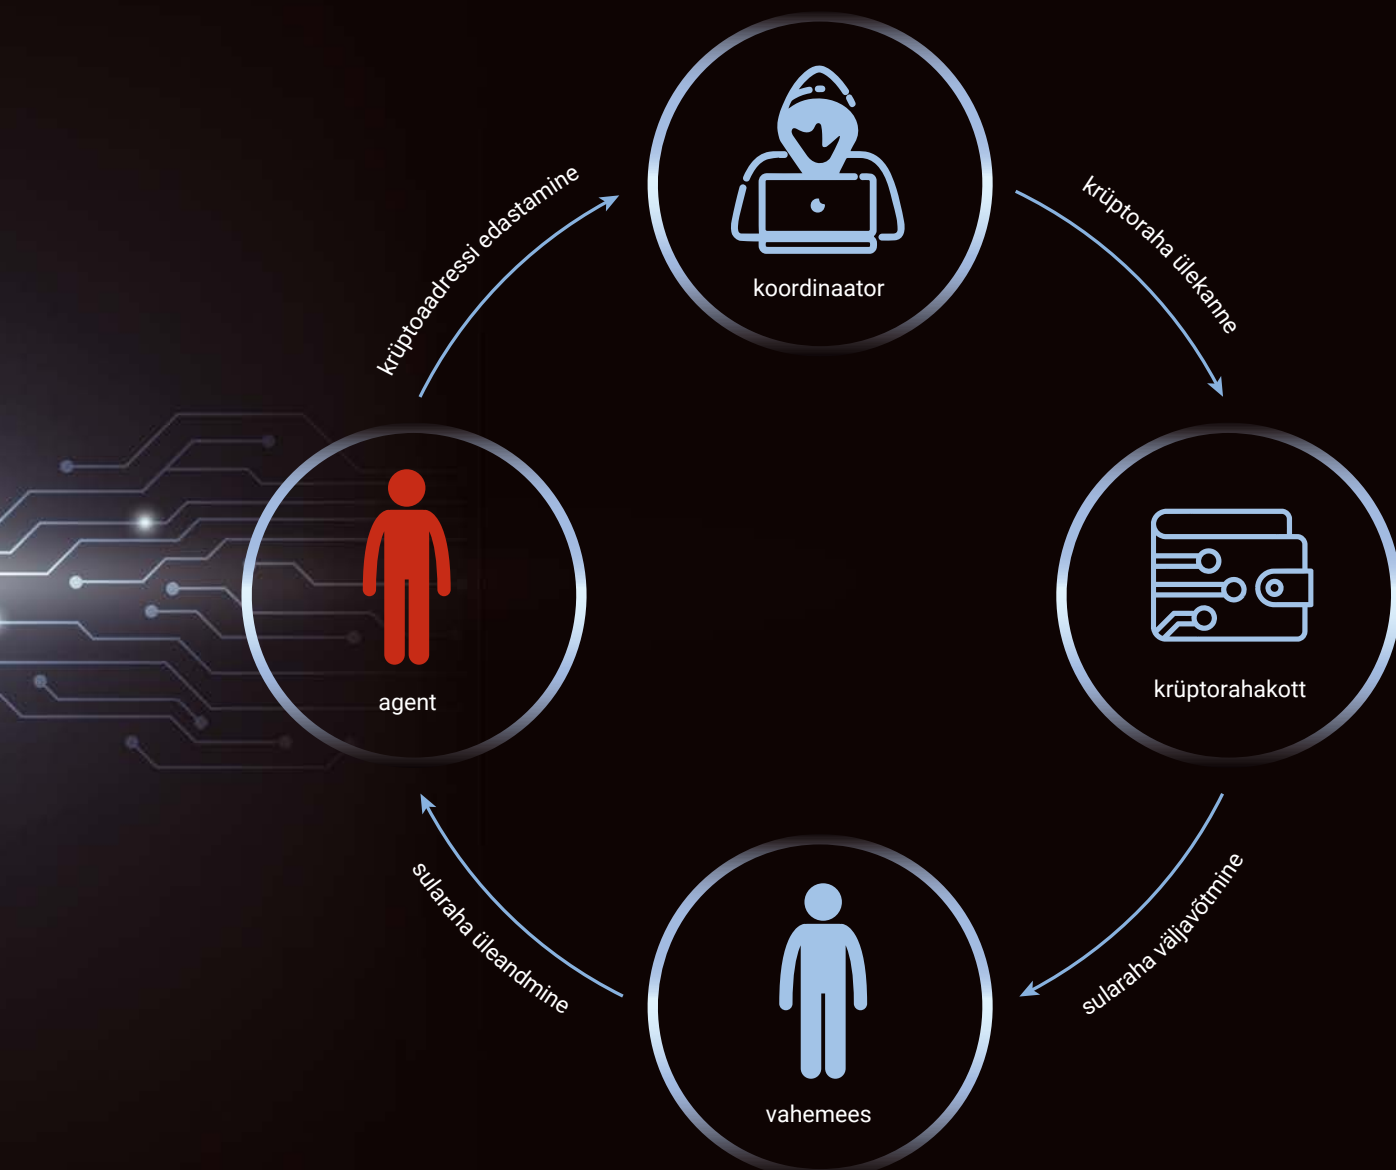 koordinaator
krüptoaadressi edastamine
krüptoraha ülekanne
agent
krüptorahakott
sularaha üleandmine
sularaha väljavõtmine
vahemees